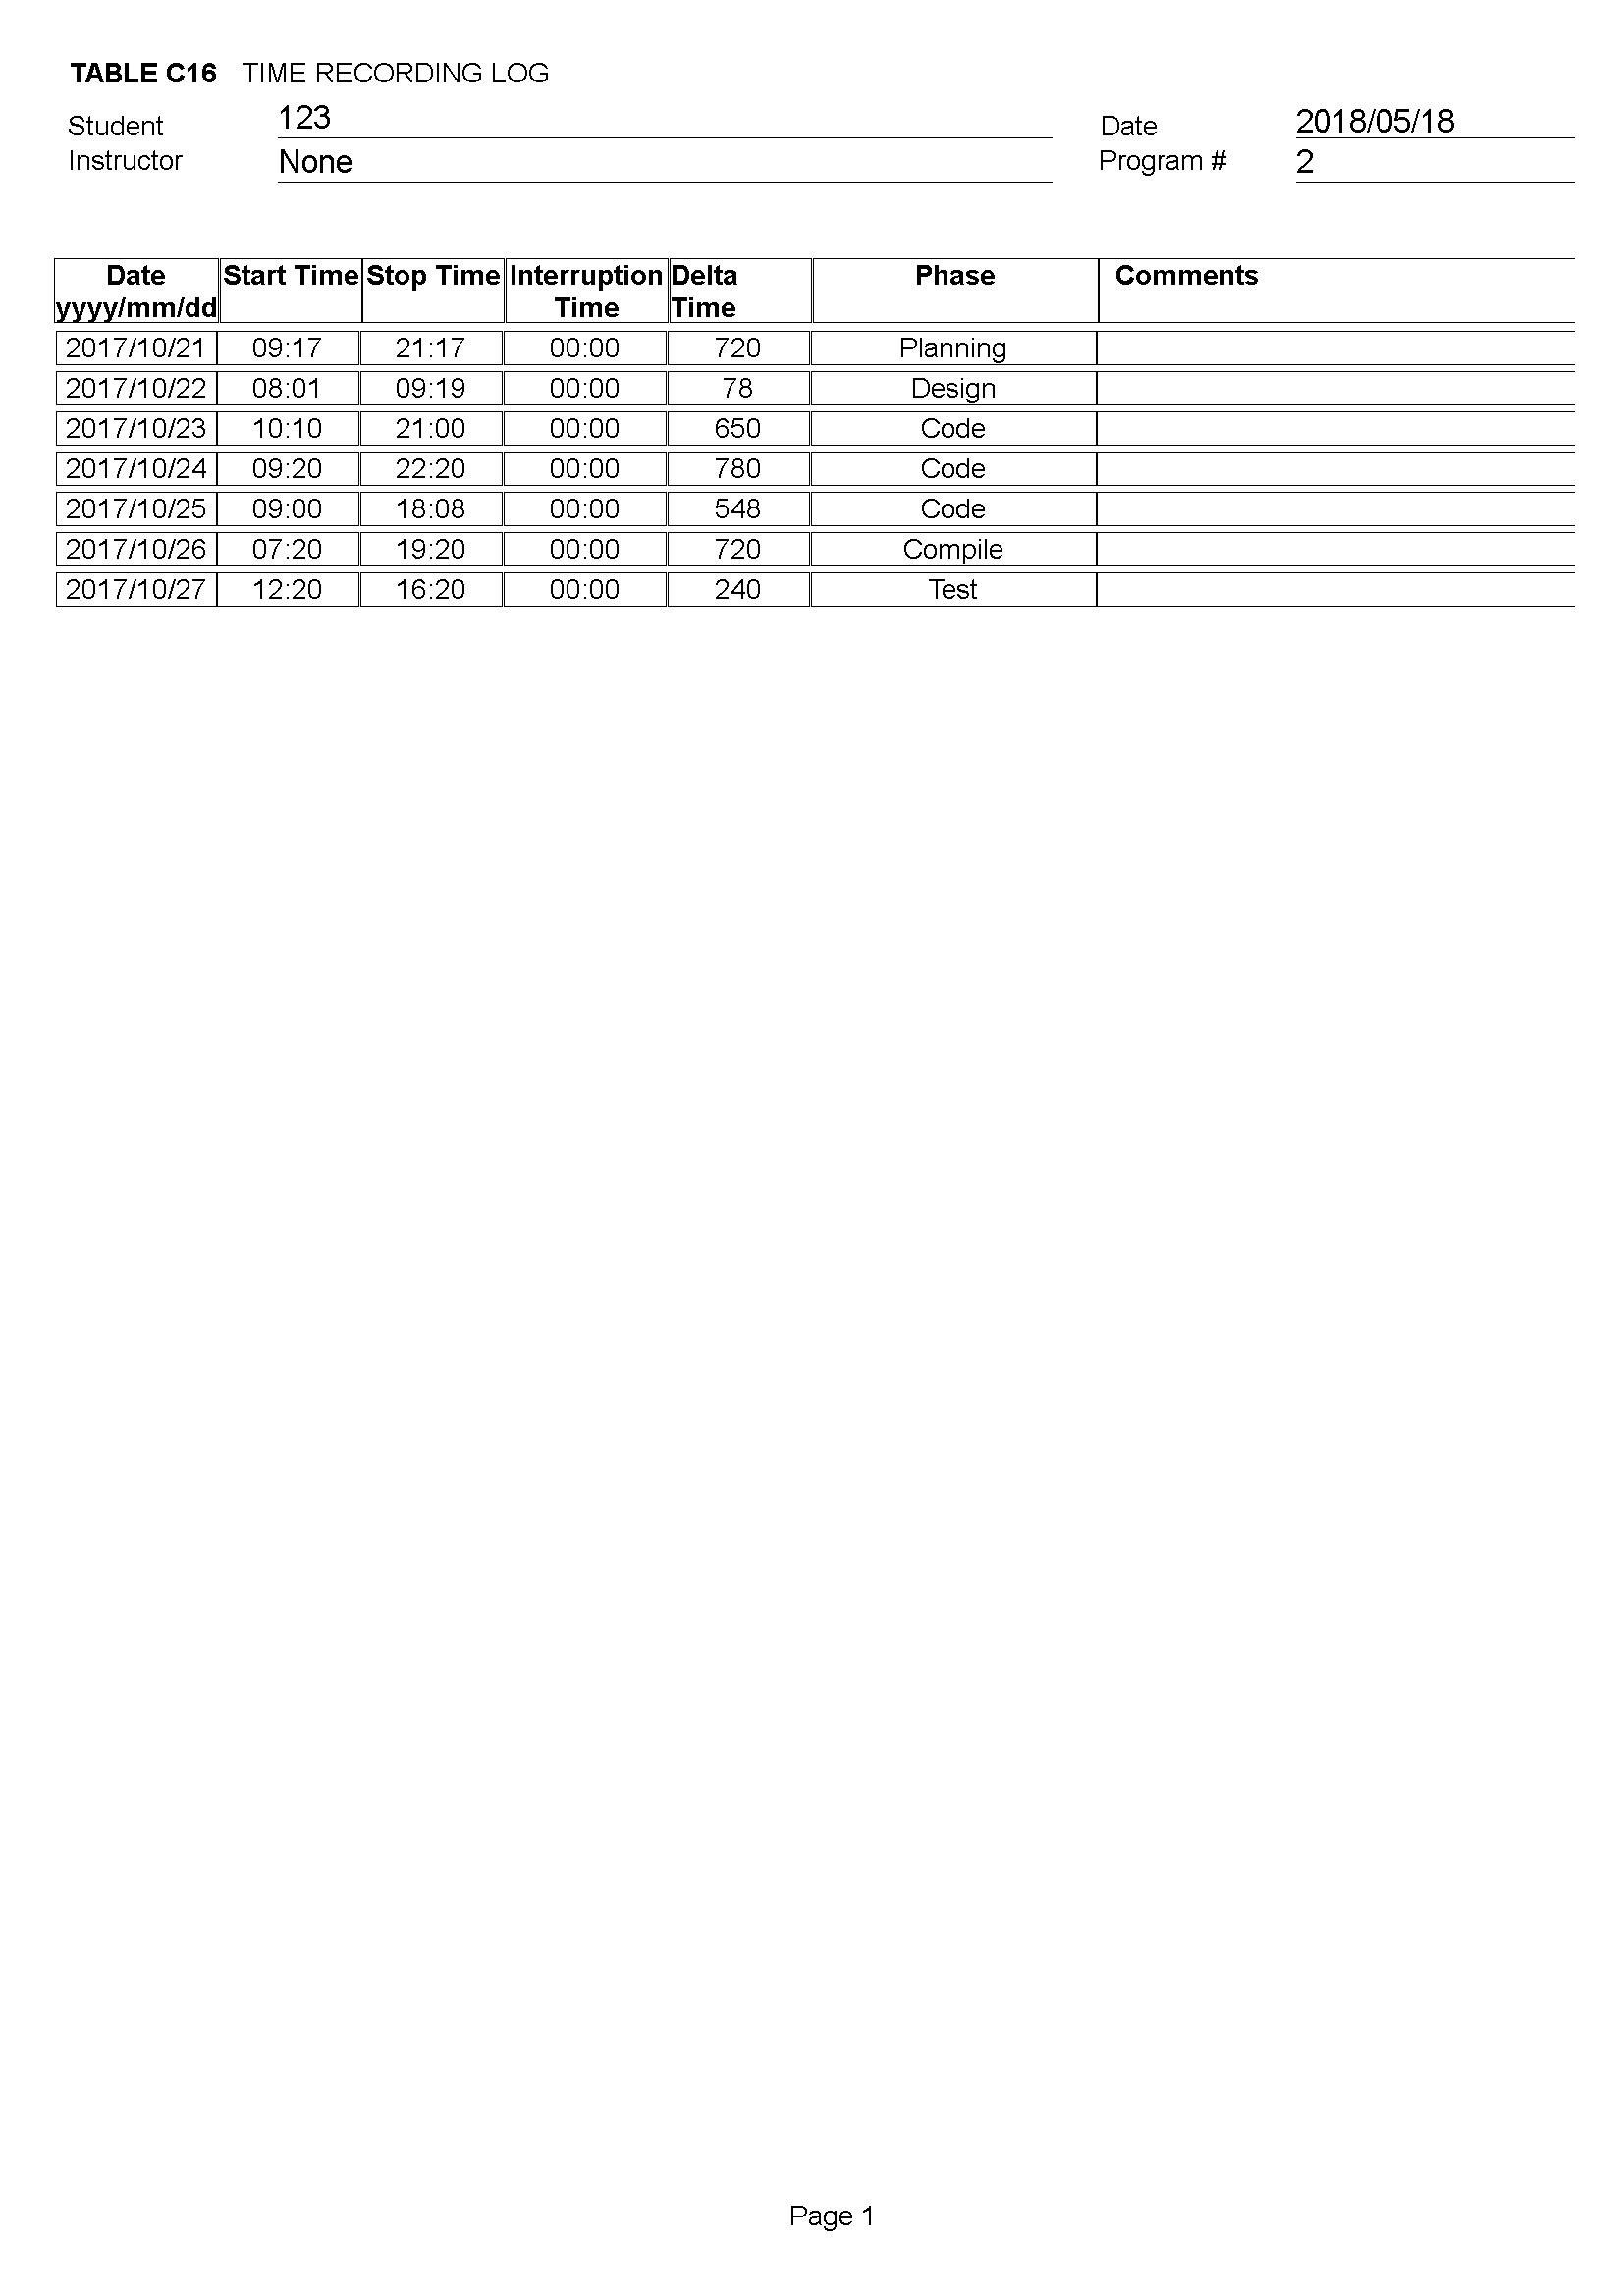 TABLE C16 TIME RECORDING LOG
Student 123 Date 2018/05/18
Instructor None Program # 2
Date Start Time Stop Time Interruption Delta Phase Comments
yyyy/mm/dd Time Time
2017/10/21 09:17 21:17 00:00 720 Planning
2017/10/22 08:01 09:19 00:00 78 Design
2017/10/23 10:10 21:00 00:00 650 Code
2017/10/24 09:20 22:20 00:00 780 Code
2017/10/25 09:00 18:08 00:00 548 Code
2017/10/26 07:20 19:20 00:00 720 Compile
2017/10/27 12:20 16:20 00:00 240 Test
Page 1